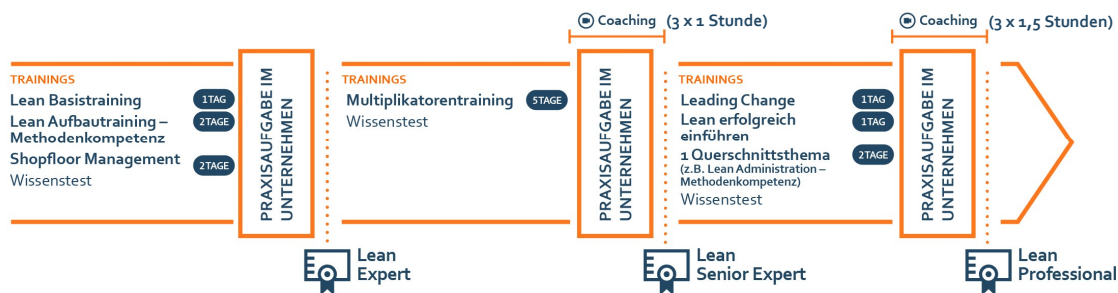 Coaching (3 x 1 Stunde)
Coaching (3 x 1,5 Stunden)
TRAININGS
Lean Basistraining 1TAG
Lean Aufbautraining – 2TAGE
Methodenkompetenz
Shopfloor Management 2TAGE
Wissenstest
PRAXISAUFGABE IM
UNTERNEHMEN
Lean
Expert
TRAININGS
Multiplikatorentraining 5TAGE
Wissenstest
PRAXISAUFGABE IM
UNTERNEHMEN
Lean
Senior Expert
TRAININGS
Leading Change 1TAG
Lean erfolgreich 1TAG
einführen
1 Querschnittsthema 2TAGE
(z.B. Lean Administration –
Methodenkompetenz)
Wissenstest
PRAXISAUFGABE IM
UNTERNEHMEN
Lean
Professional